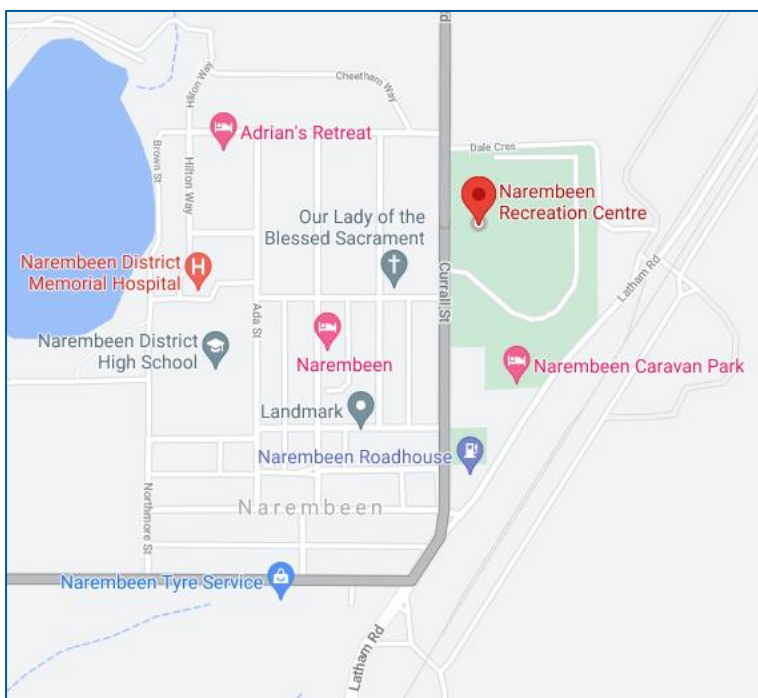 Rd
Hilton Way
Cheetham Way
Adrian's Retreat
Brown St
Hilton Way
Dale Cres
Narembeen
Recreation Centre
Our Lady of the
Blessed Sacrament
Narembeen District
Memorial Hospital
H
Currall St
Latham Rd
Ada St
Narembeen District
High School
Narembeen
Narembeen Caravan Park
Landmark
Narembeen Roadhouse
Northmore St
Narembeen
Narembeen Tyre Service
Latham Rd